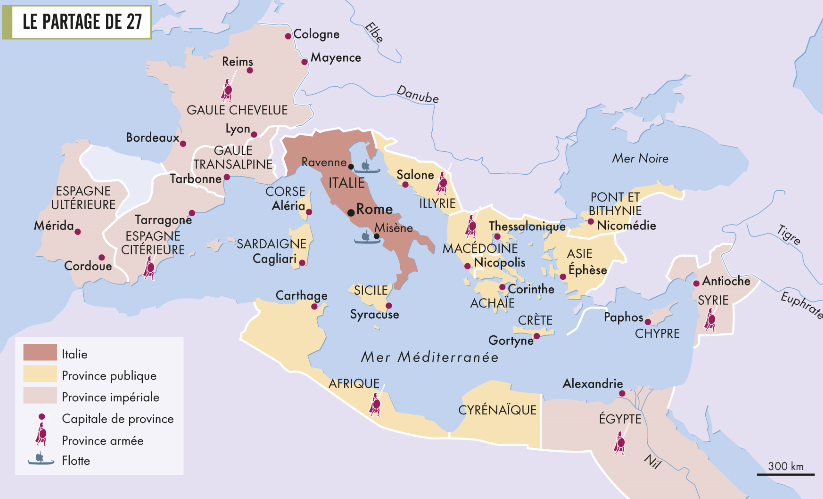 LE PARTAGE DE 27
Elbe
Cologne
Mayence
Reims
GAULE CHEVELUE
Danube
Lyon
Bordeaux
GAULE
TRANSALPINE
Tarbonne
Ravenne
ITALIE
Salone
ILLYRIE
Mer Noire
ESPAGNE
ULTÉRIEURE
Mérida
Cordoue
Tarragone
ESPAGNE
CITÉRIEURE
CORSE
Aléria
Rome
Misène
SARDAIGNE
Cagliari
PONT ET
BITHYNIE
Nicomédie
Thessalonique
MACÉDOINE
Nicopolis
ASIE
Éphèse
Tigre
Euphrate
Carthage
SICILE
Syracuse
Corinthe
ACHAÏE
CRÈTE
Gortyne
Antioche
SYRIE
Paphos
CHYPRE
Mer Méditerranée
AFRIQUE
CYRÉNAÏQUE
Alexandrie
ÉGYPTE
Nil
Italie
Province publique
Province impériale
Capitale de province
Province armée
Flotte
300 km